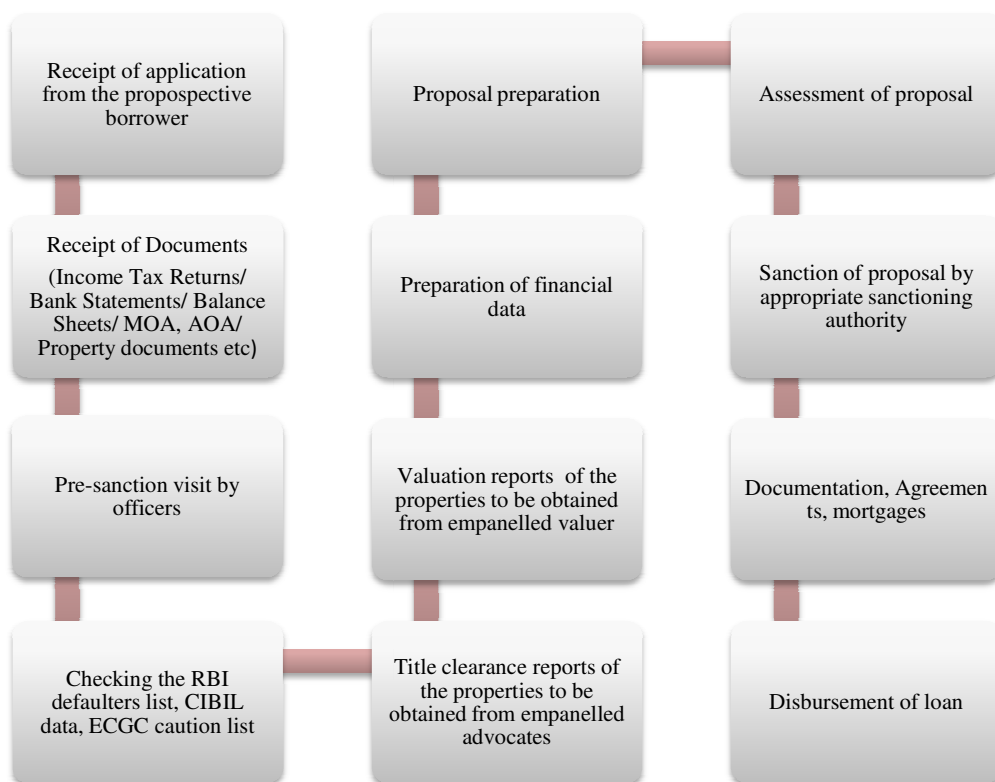 Receipt of application
from the propospective
borrower
Receipt of Documents
(Income Tax Returns/
Bank Statements/ Balance
Sheets/ MOA, AOA/
Property documents etc)
Pre-sanction visit by
officers
Checking the RBI
defaulters list, CIBIL
data, ECGC caution list
Title clearance reports of
the properties to be
obtained from empanelled
advocates
Valuation reports of the
properties to be obtained
from empanelled valuer
Preparation of financial
data
Proposal preparation
Assessment of proposal
Sanction of proposal by
appropriate sanctioning
authority
Documentation, Agreemen
ts, mortgages
Disbursement of loan